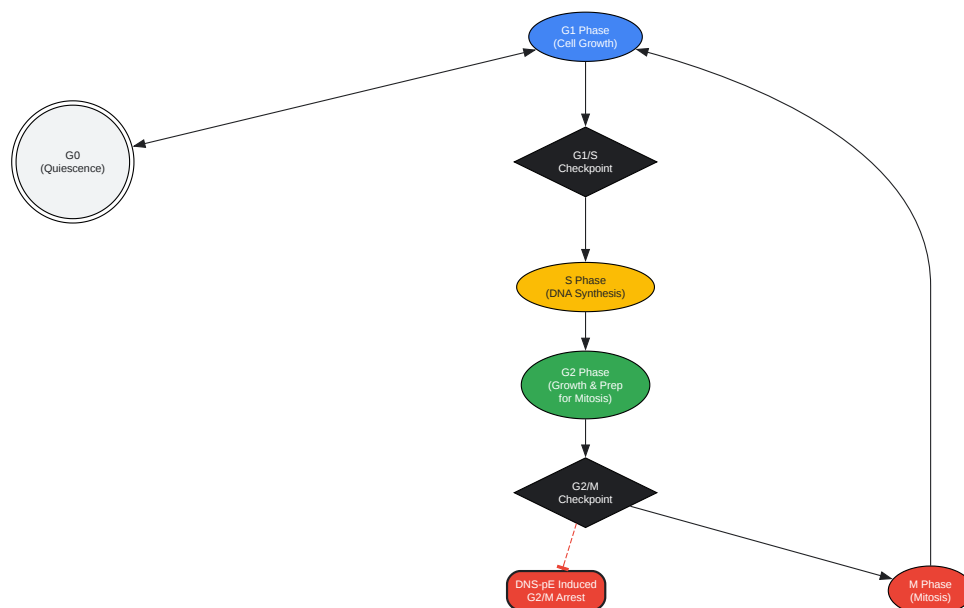 G1 Phase
(Cell Growth)
G0
(Quiescence)
G1/S
Checkpoint
S Phase
(DNA Synthesis)
G2 Phase
(Growth & Prep
for Mitosis)
G2/M
Checkpoint
DNS-pE Induced
G2/M Arrest
M Phase
(Mitosis)